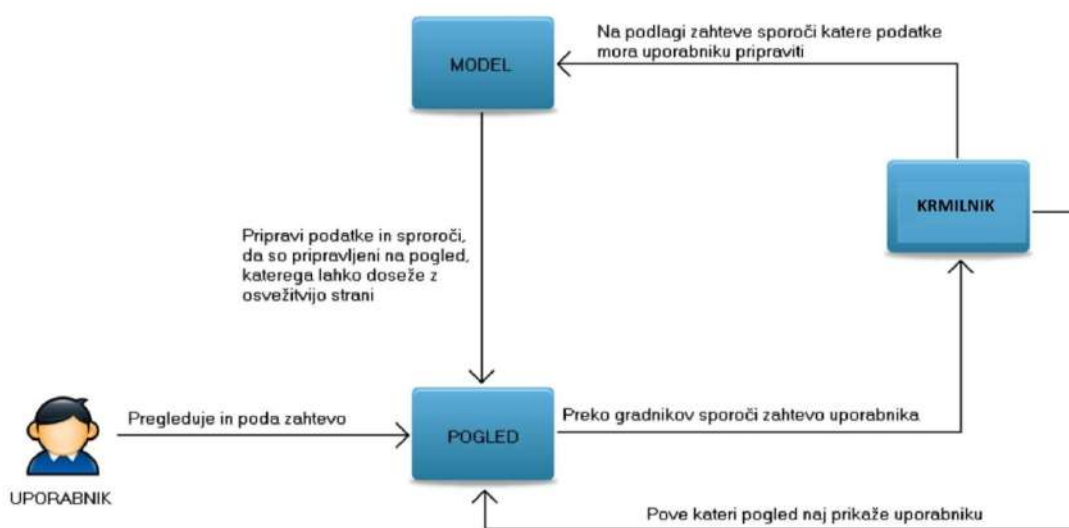 Na podlagi zahteve sporoči katere podatke
mora uporabniku pripraviti
MODEL
KRMILNIK
Pripravi podatke in sproroči,
da so pripravljeni na pogled,
katerega lahko doseže z
osvežitvijo strani
Pregleduje in poda zahtevo
POGLED
Preko gradnikov sporoči zahtevo uporabnika
UPORABNIK
Pove kateri pogled naj prikaže uporabniku